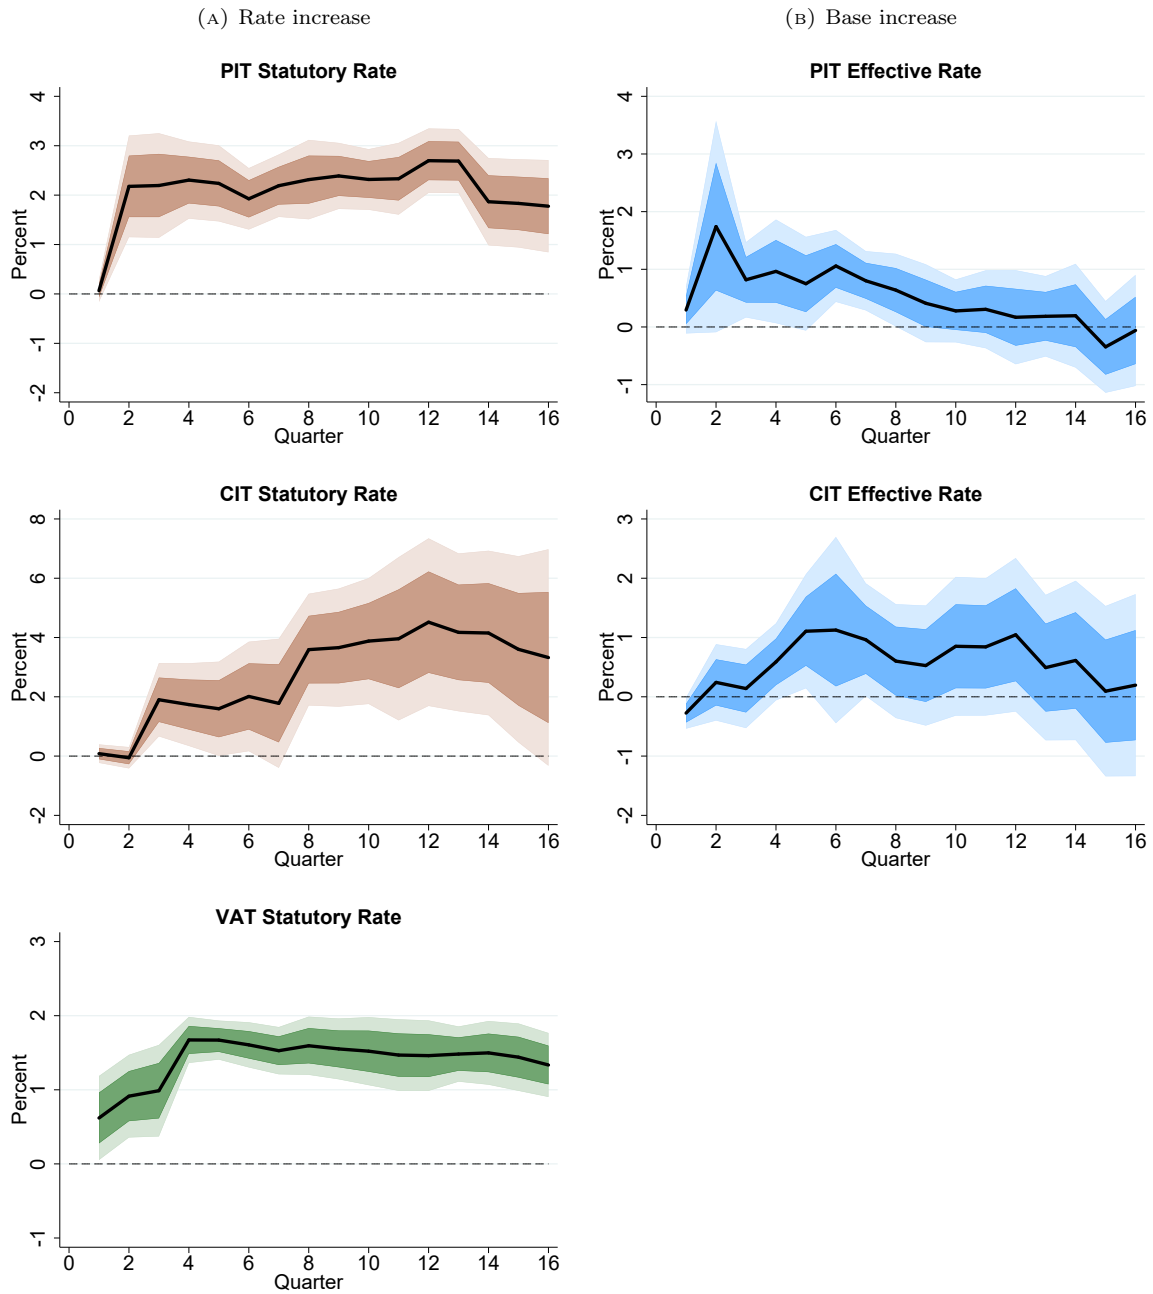 (A) Rate increase
(B) Base increase
PIT Statutory Rate
4
3
2
1
0
-1
-2
Percent
0 2 4 6 8 10 12 14 16
Quarter
PIT Effective Rate
4
3
2
1
0
-1
Percent
0 2 4 6 8 10 12 14 16
Quarter
CIT Statutory Rate
8
6
4
2
0
-2
Percent
0 2 4 6 8 10 12 14 16
Quarter
CIT Effective Rate
3
2
1
0
-1
-2
Percent
0 2 4 6 8 10 12 14 16
Quarter
VAT Statutory Rate
3
2
1
0
-1
Percent
0 2 4 6 8 10 12 14 16
Quarter